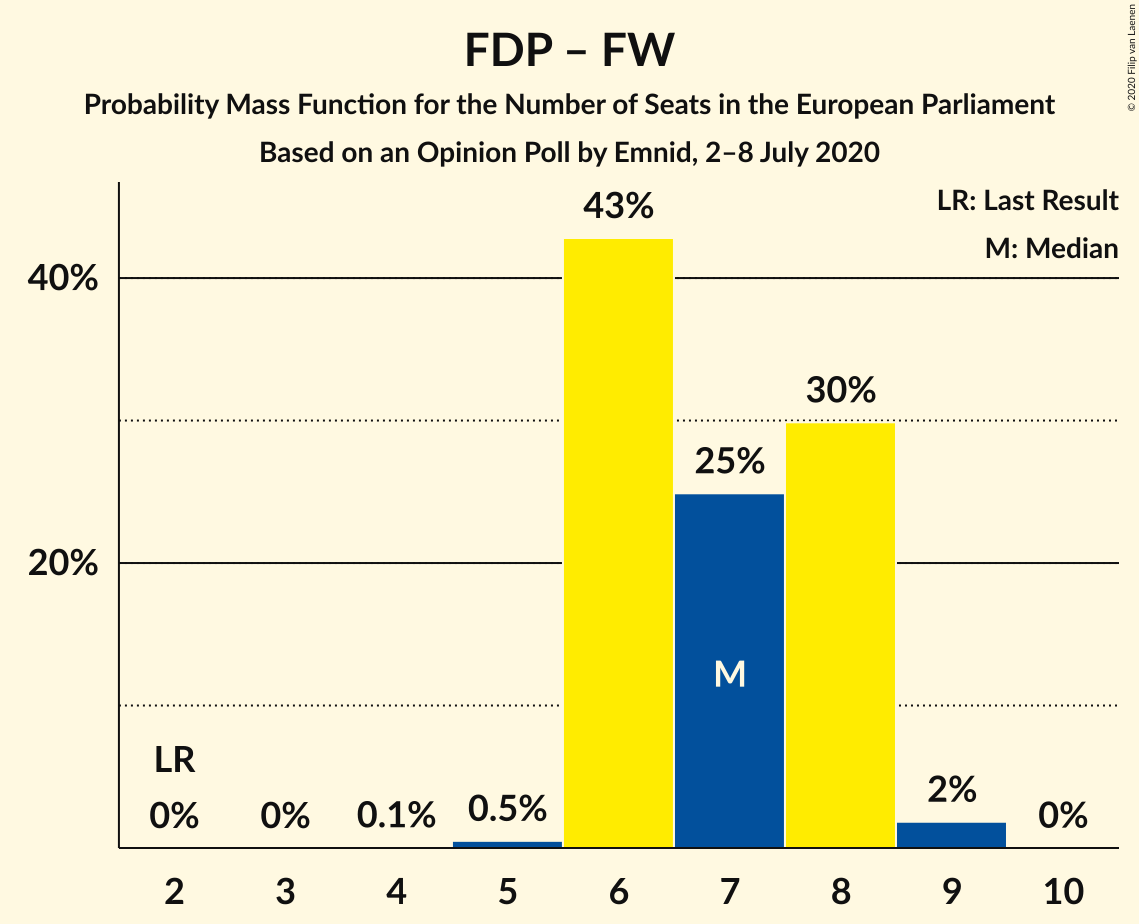 FDP – FW
Probability Mass Function for the Number of Seats in the European Parliament
Based on an Opinion Poll by Emnid, 2–8 July 2020
© 2020 Filip van Laenen
LR: Last Result
M: Median
40%
20%
LR
0%
0%
0.1%
0.5%
43%
25%
M
30%
2%
0%
2 3 4 5 6 7 8 9 10